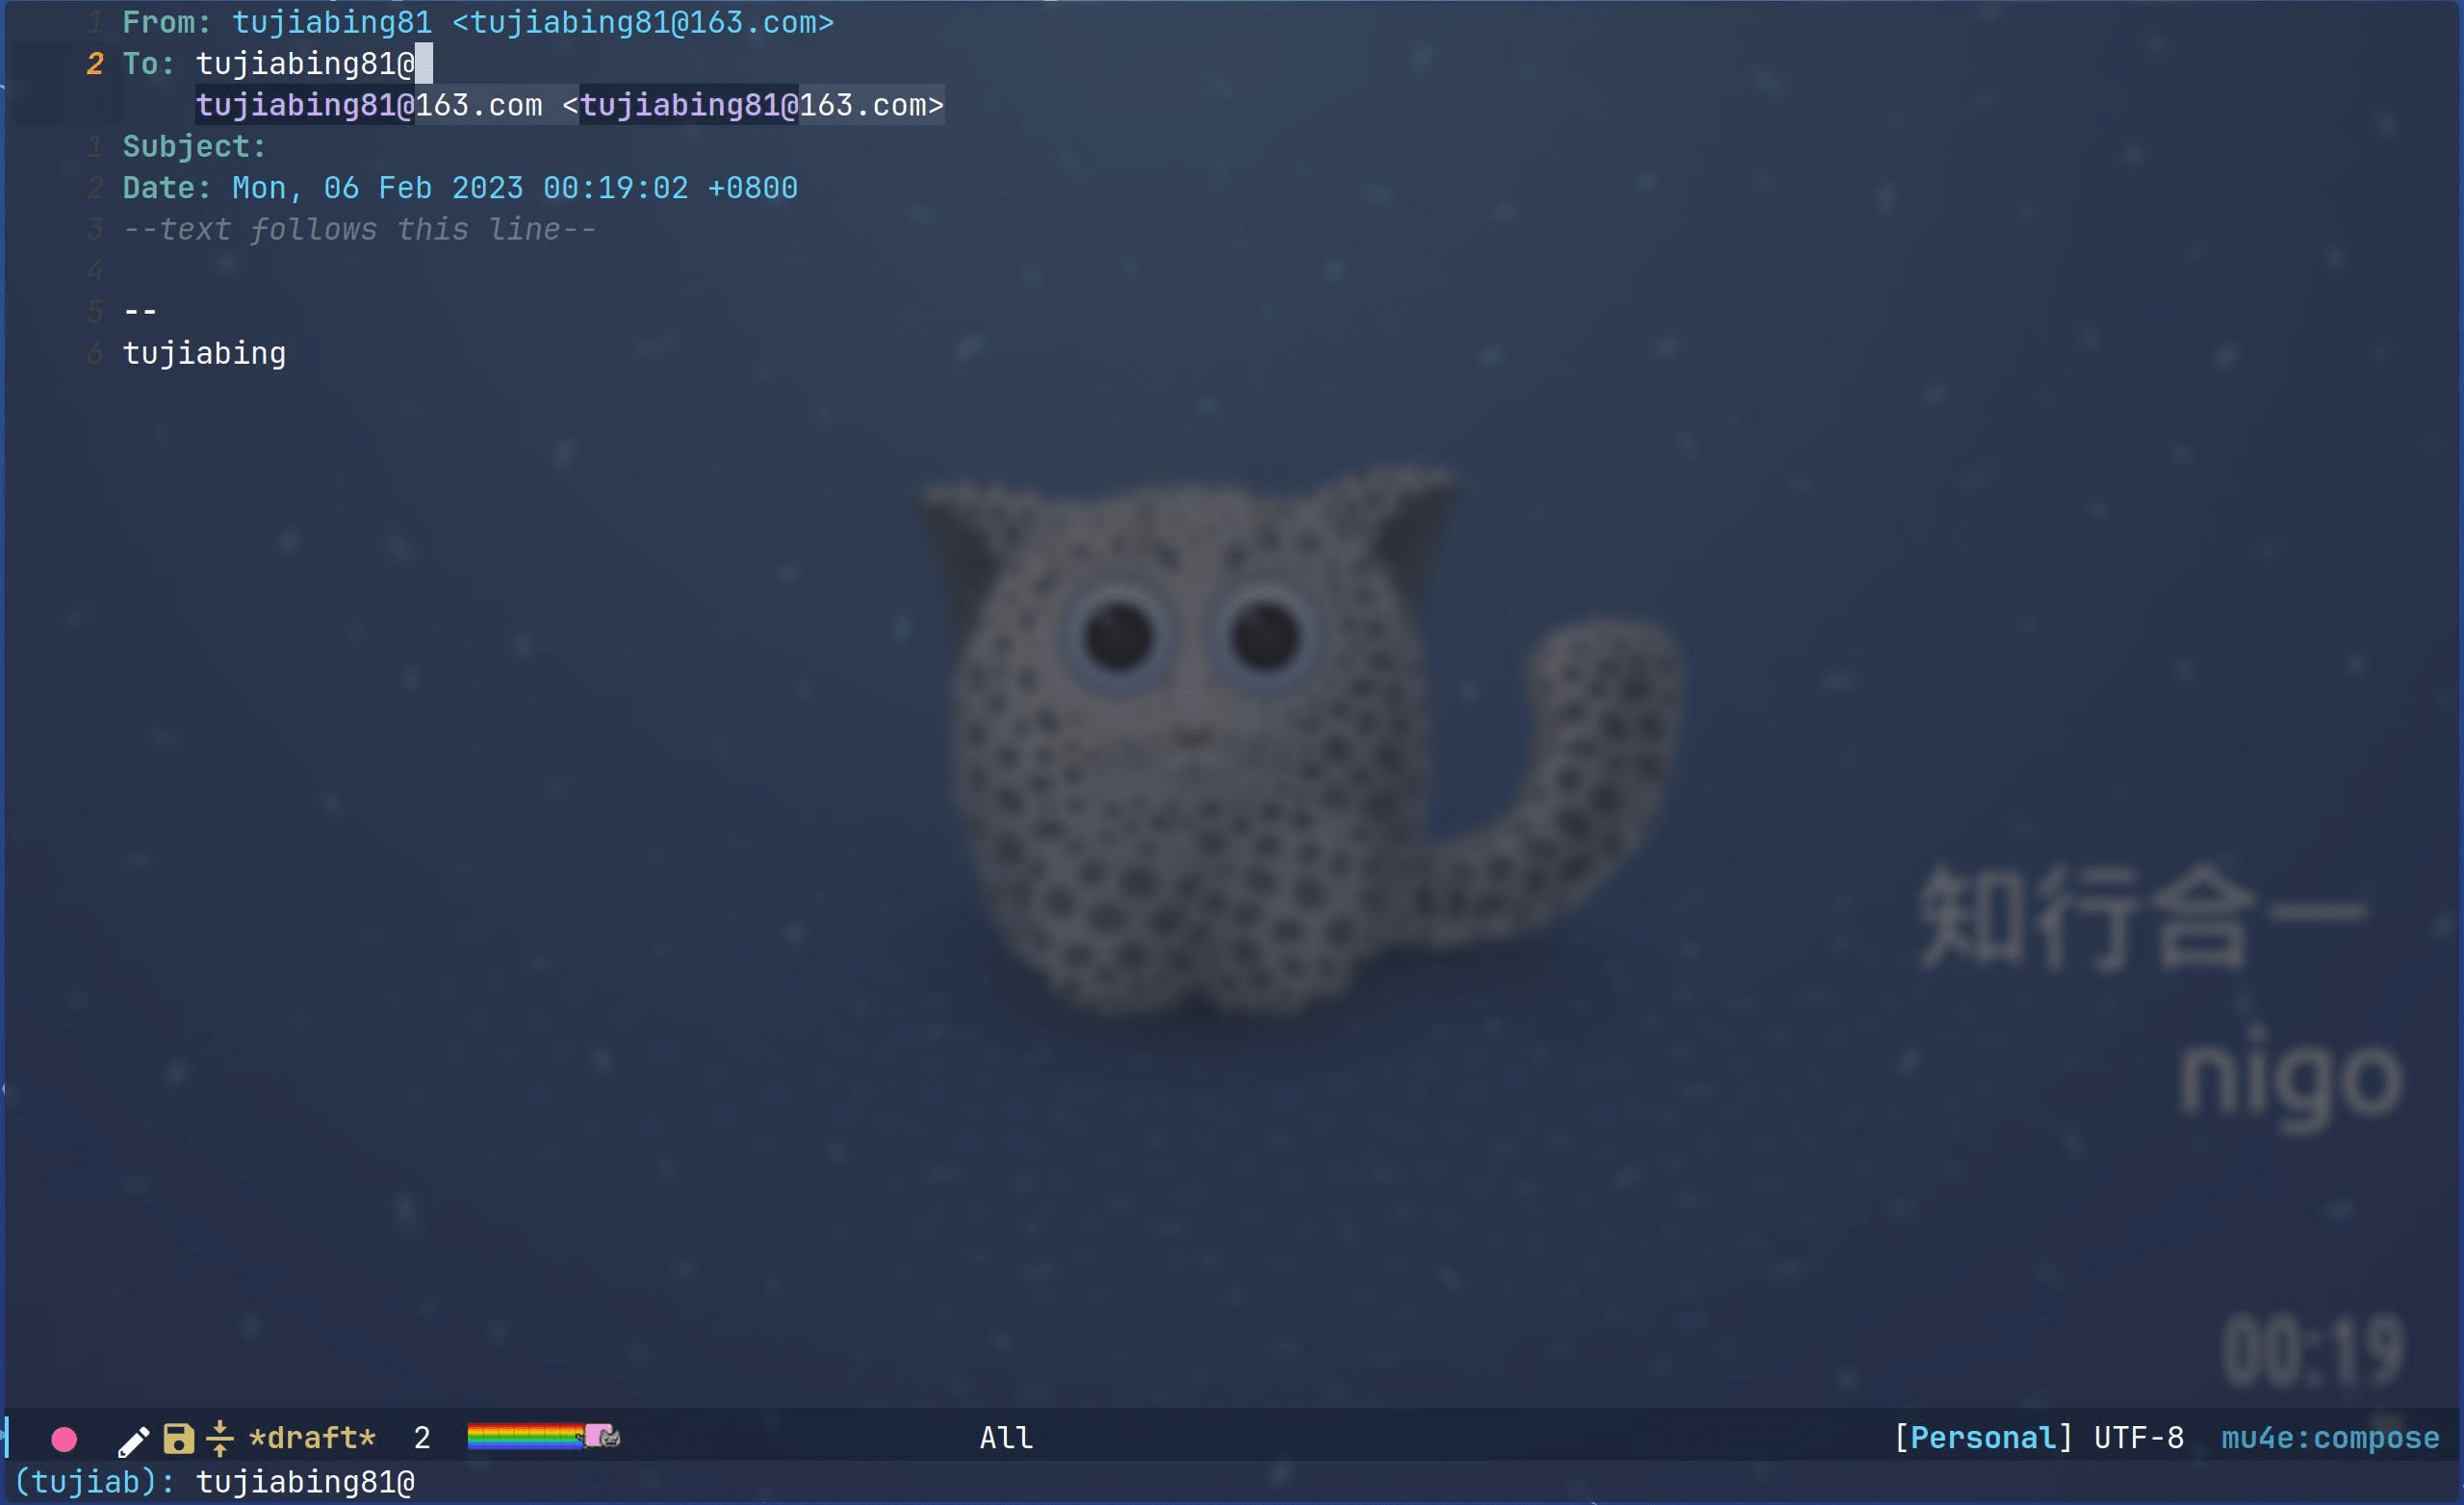 1 From: tujiabing81 <tujiabing81@163.com>
2 To: tujiabing81@
tujiabing81@163.com <tujiabing81@163.com>
1 Subject:
2 Date: Mon, 06 Feb 2023 00:19:02 +0800
3 --text follows this line--
4
5 --
6 tujiabing
知行合一
nigo
00:19
*draft* 2 All [Personal] UTF-8 mu4e:compose
(tujiab): tujiabing81@